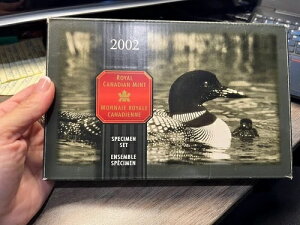 2002
ROYAL
CANADIAN MINT
MONNAIE ROYALE
CANADIENNE
SPECIMEN
SET
ENSEMBLE
SPÉCIMEN